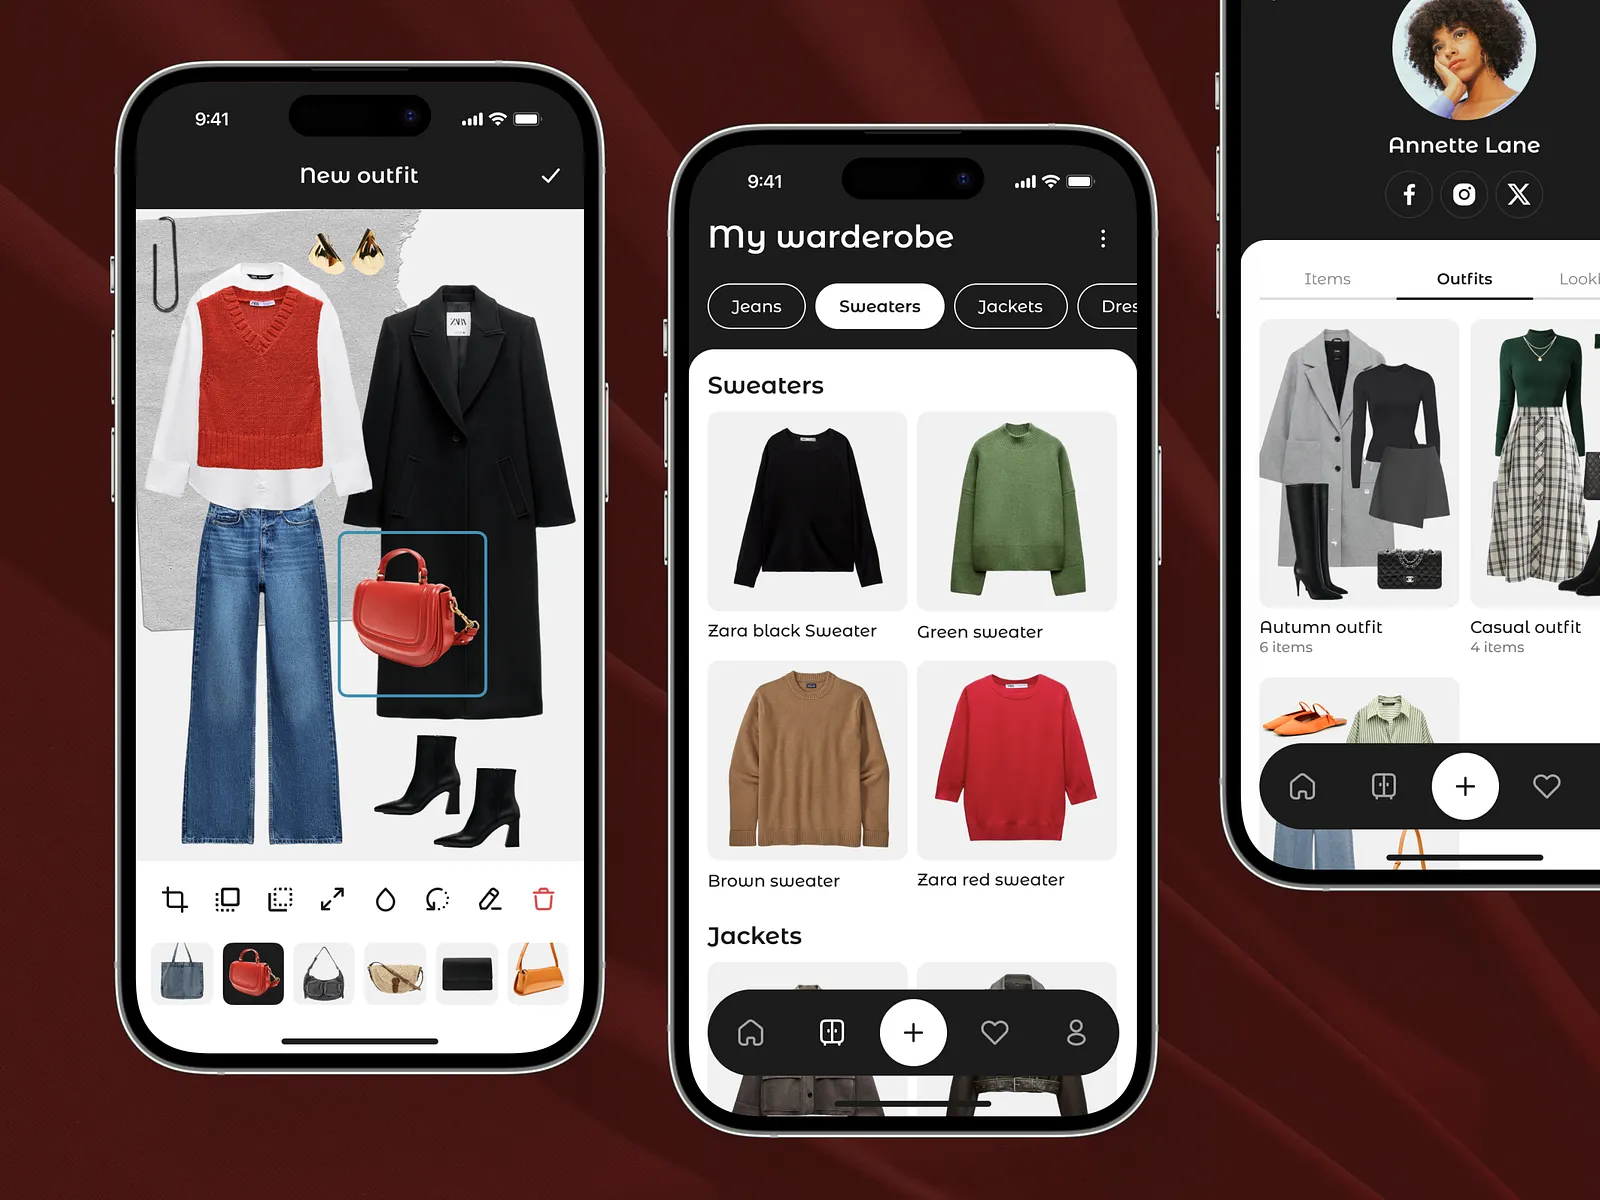 9:41
New outfit
ZARA
9:41
My warderobe
Jeans
Sweaters
Jackets
Dres
Sweaters
Zara black Sweater
Green sweater
Brown sweater
Zara red sweater
Jackets
Annette Lane
Items
Outfits
Look
Autumn outfit
6 items
Casual outfit
4 items